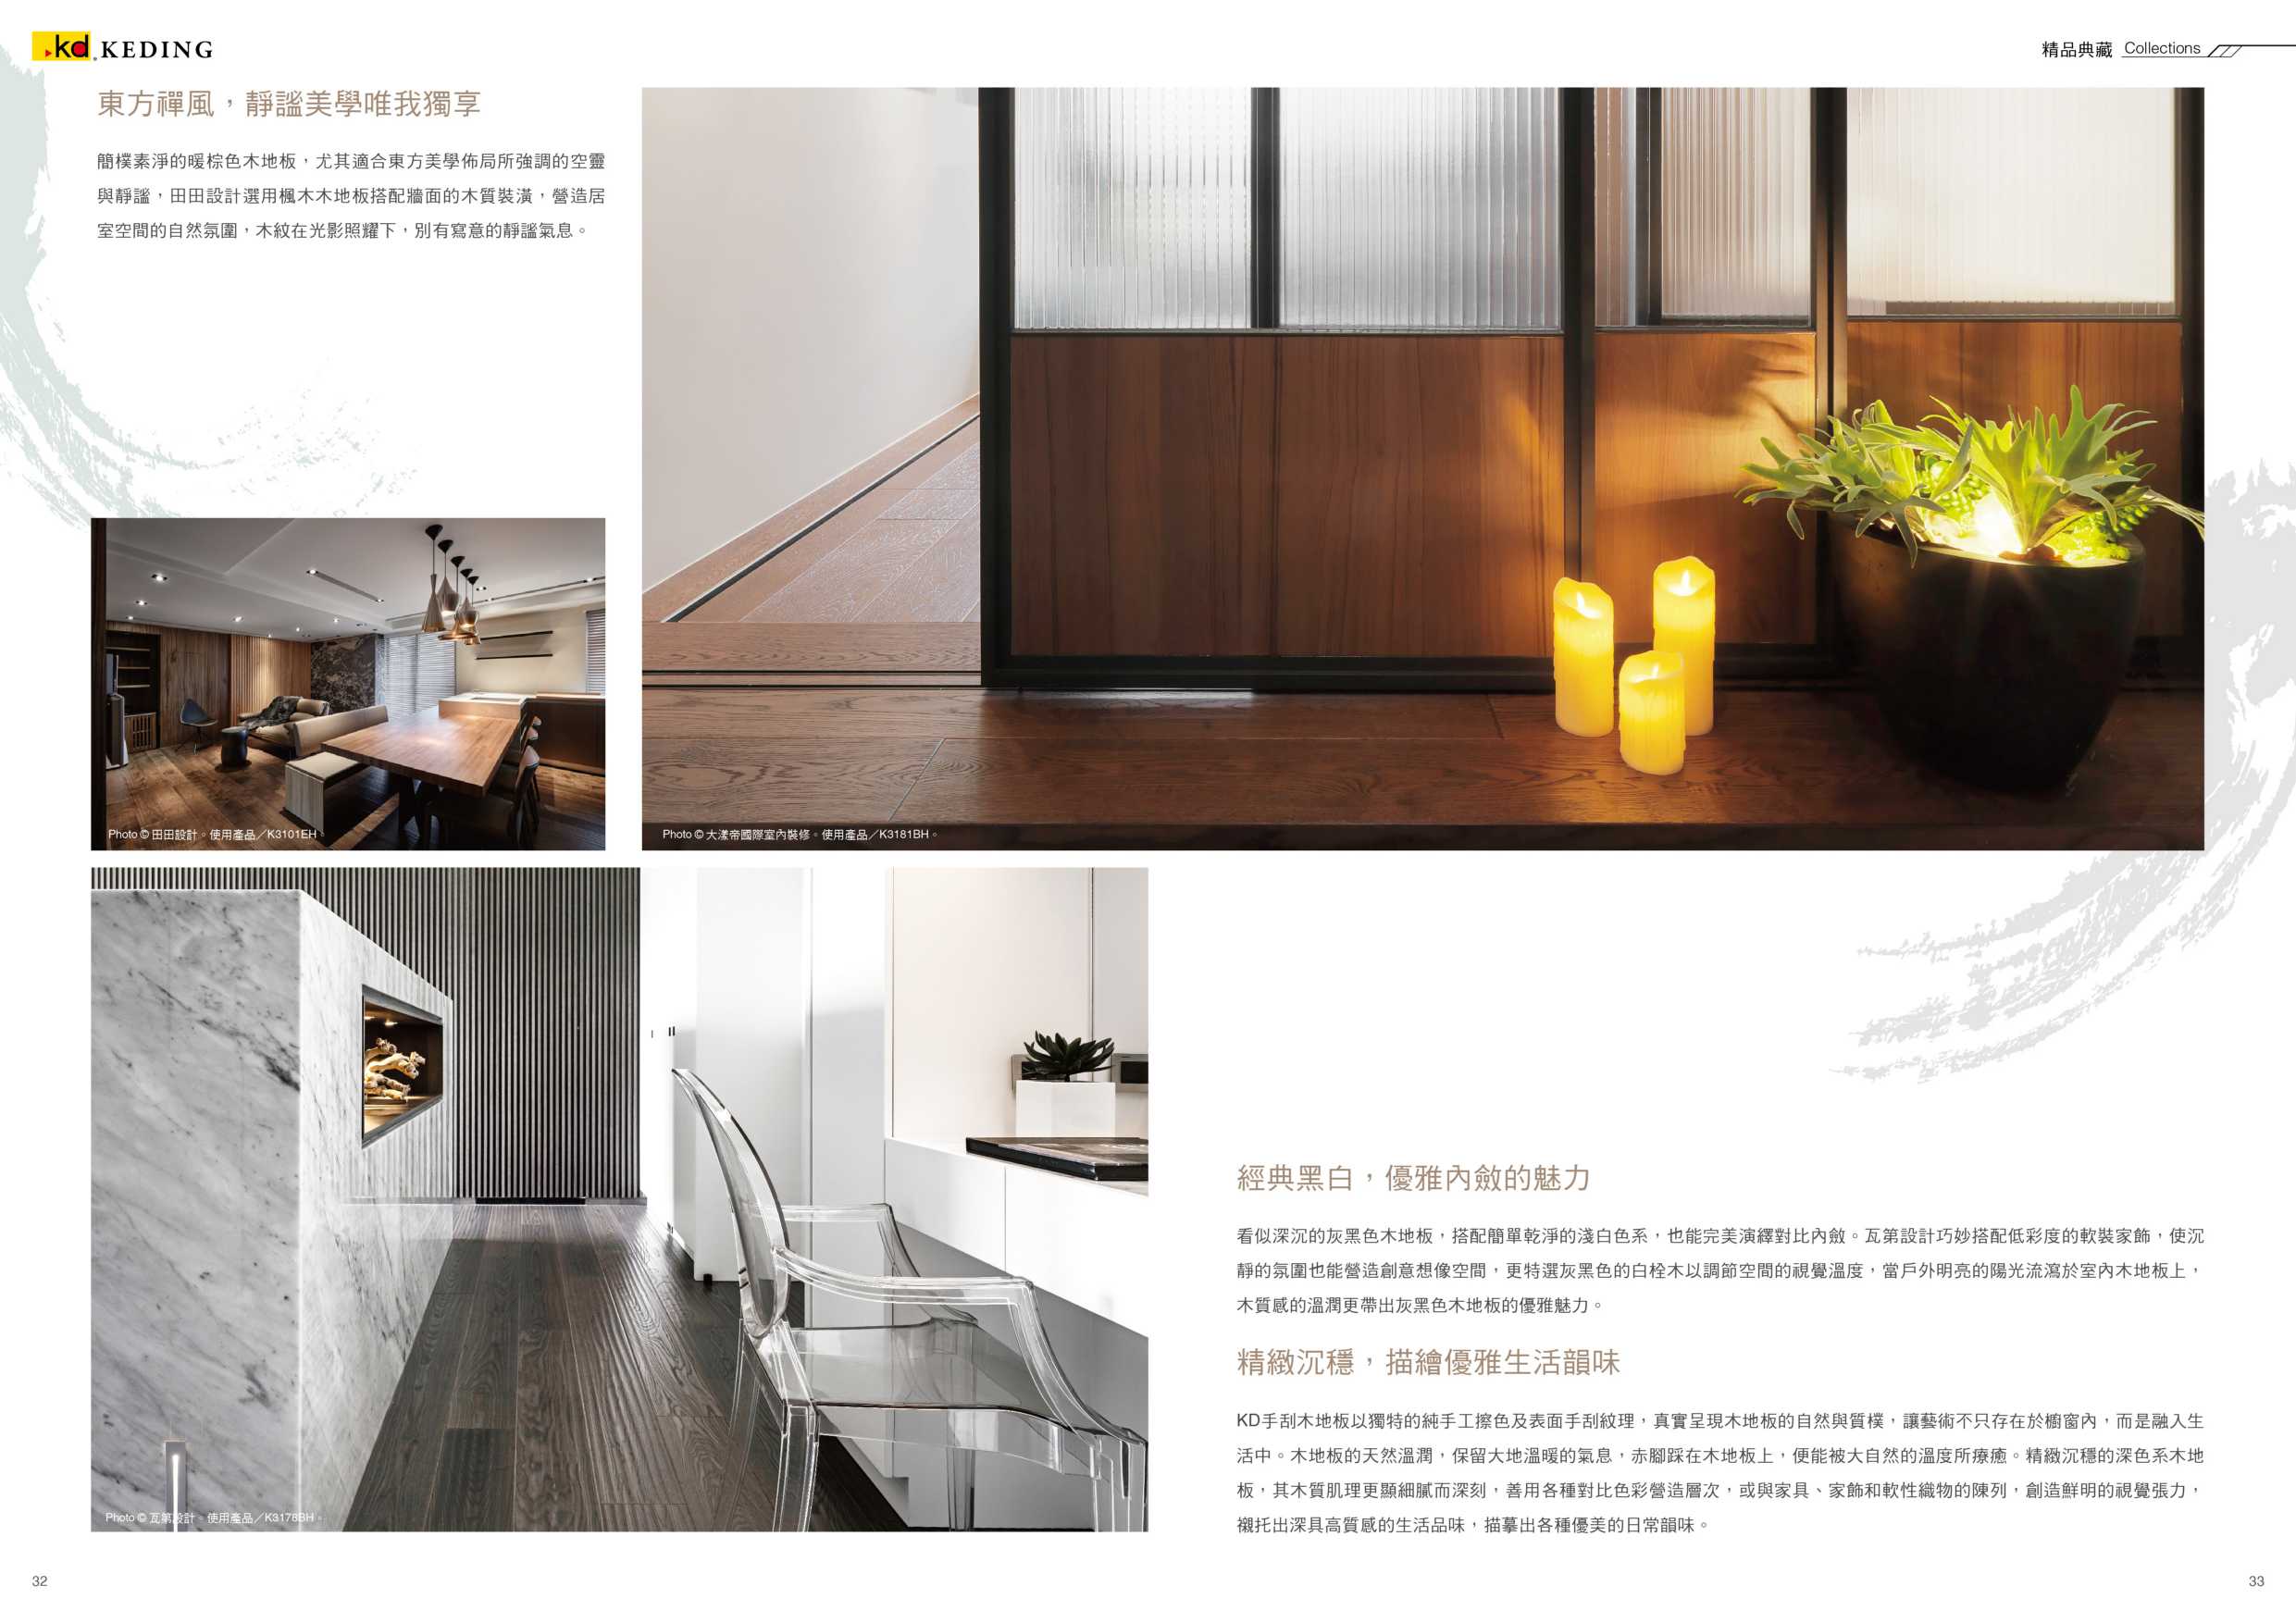 kd KEDING
精品典藏 Collections
東方禪風，靜謐美學唯我獨享
簡樸素淨的暖棕色木地板，尤其適合東方美學佈局所強調的空靈
與靜謐，田田設計選用楓木木地板搭配牆面的木質裝潢，營造居
室空間的自然氛圍，木紋在光影照耀下，別有寫意的靜謐氣息。
Photo © 田田設計。使用產品／K3101EH。
Photo © 大漾帝國際室內裝修。使用產品／K3181BH。
Photo © 瓦第設計。使用產品／K3178BH。
經典黑白，優雅內斂的魅力
看似深沉的灰黑色木地板，搭配簡單乾淨的淺白色系，也能完美演繹對比內斂。瓦第設計巧妙搭配低彩度的軟裝家飾，使沉
靜的氛圍也能營造創意想像空間，更特選灰黑色的白栓木以調節空間的視覺溫度，當戶外明亮的陽光流瀉於室內木地板上，
木質感的溫潤更帶出灰黑色木地板的優雅魅力。
精緻沉穩，描繪優雅生活韻味
KD手刮木地板以獨特的純手工擦色及表面手刮紋理，真實呈現木地板的自然與質樸，讓藝術不只存在於櫥窗內，而是融入生
活中。木地板的天然溫潤，保留大地溫暖的氣息，赤腳踩在木地板上，便能被大自然的溫度所療癒。精緻沉穩的深色系木地
板，其木質肌理更顯細膩而深刻，善用各種對比色彩營造層次，或與家具、家飾和軟性織物的陳列，創造鮮明的視覺張力，
襯托出深具高質感的生活品味，描摹出各種優美的日常韻味。
32
33